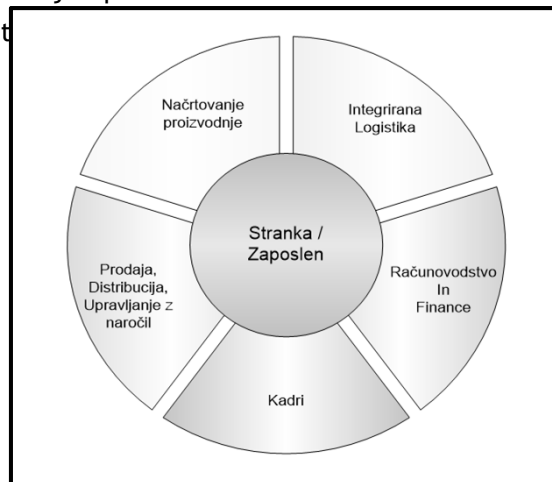 t
Načrtovanje
proizvodnje
Integrirana
Logistika
Stranka /
Zaposlen
Prodaja,
Distribucija,
Upravljanje z
naročil
Računovodstvo
In
Finance
Kadri